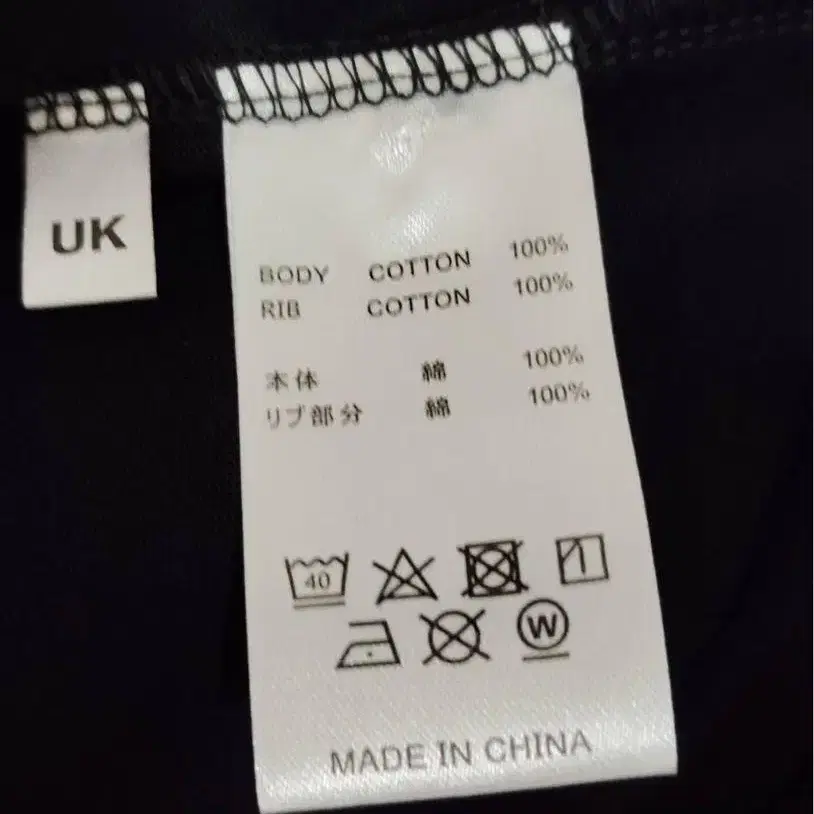 UK
BODY COTTON 100%
RIB COTTON 100%
本体 綿 100%
リブ部分 綿 100%
40
W
MADE IN CHINA